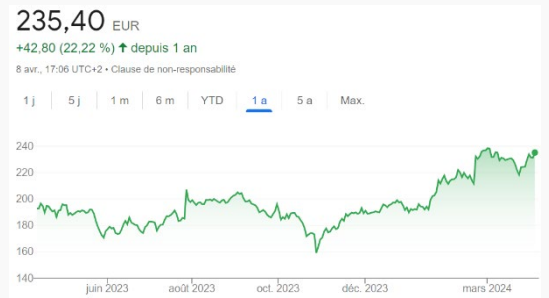 235,40 EUR
+42,80 (22,22 %) ↑ depuis 1 an
8 avr., 17:06 UTC+2 • Clause de non-responsabilité
1 j 5 j 1 m 6 m YTD 1 a 5 a Max.
240
220
200
180
160
140
juin 2023 août 2023 oct. 2023 déc. 2023 mars 2024